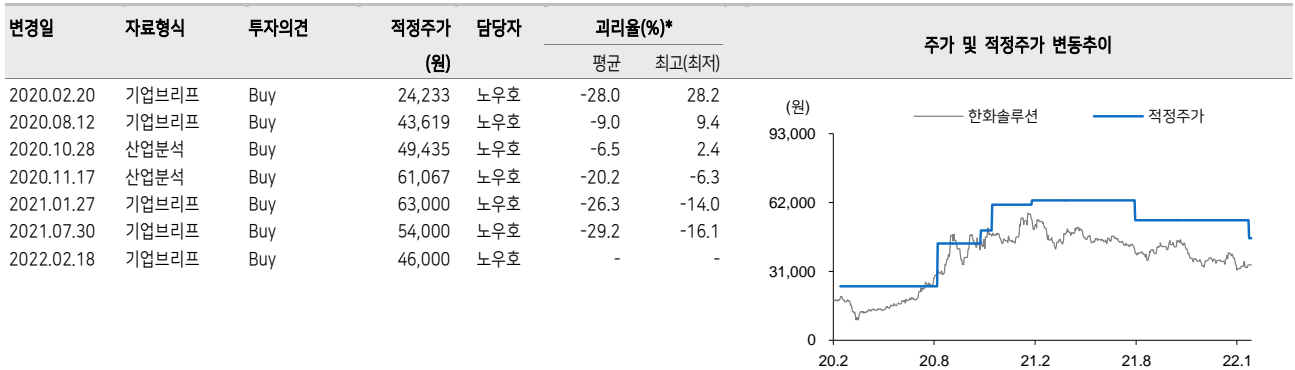 변경일 자료형식 투자의견 적정주가 담당자 괴리율(%)*
(원) 평균 최고(최저)
2020.02.20 기업브리프 Buy 24,233 노우호 -28.0 28.2
2020.08.12 기업브리프 Buy 43,619 노우호 -9.0 9.4
2020.10.28 산업분석 Buy 49,435 노우호 -6.5 2.4
2020.11.17 산업분석 Buy 61,067 노우호 -20.2 -6.3
2021.01.27 기업브리프 Buy 63,000 노우호 -26.3 -14.0
2021.07.30 기업브리프 Buy 54,000 노우호 -29.2 -16.1
2022.02.18 기업브리프 Buy 46,000 노우호 - -
주가 및 적정주가 변동추이
(원)
한화솔루션 적정주가
93,000
62,000
31,000
0
20.2 20.8 21.2 21.8 22.1